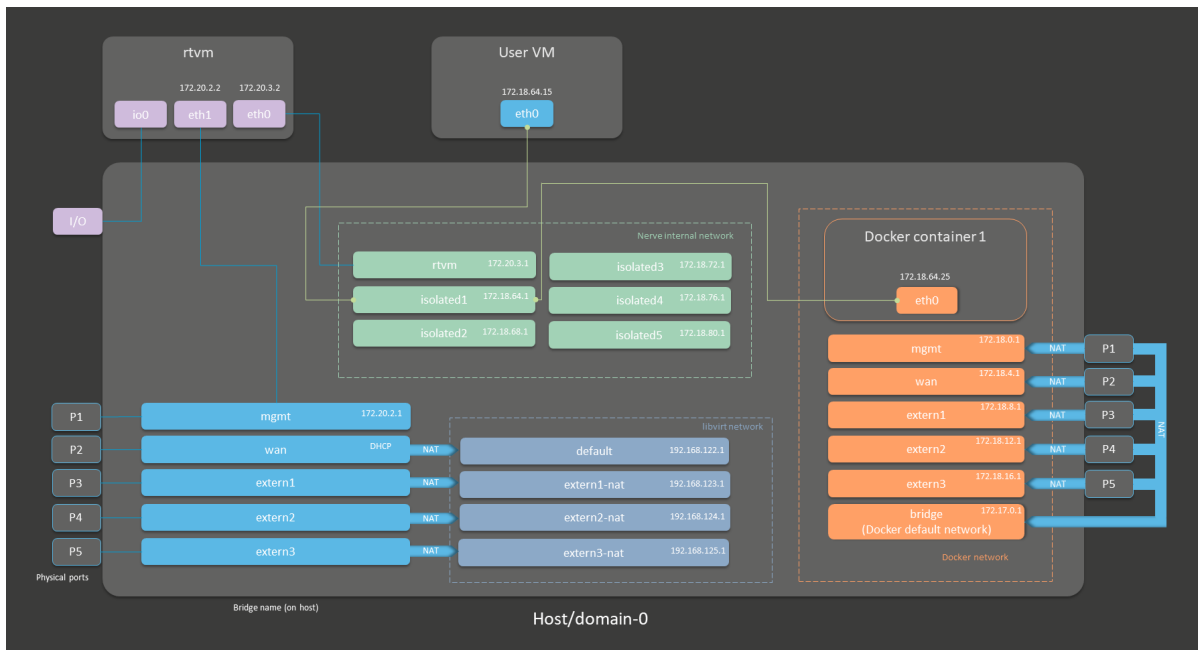 rtvm
User VM
172.20.2.2
172.20.3.2
172.18.64.15
io0
eth1
eth0
eth0
I/O
Nerve internal network
rtvm 172.20.3.1
isolated3 172.18.72.1
isolated1 172.18.64.1
isolated4 172.18.76.1
isolated2 172.18.68.1
isolated5 172.18.80.1
Docker container 1
172.18.64.25
eth0
mgmt 172.18.0.1 NAT P1
wan 172.18.4.1 NAT P2
extern1 172.18.8.1 NAT P3
extern2 172.18.12.1 NAT P4
extern3 172.18.16.1 NAT P5
NAT
bridge 172.17.0.1
(Docker default network)
Docker network
P1 mgmt 172.20.2.1
libvirt network
P2 wan DHCP NAT default 192.168.122.1
P3 extern1 NAT extern1-nat 192.168.123.1
P4 extern2 NAT extern2-nat 192.168.124.1
P5 extern3 NAT extern3-nat 192.168.125.1
Physical ports
Bridge name (on host)
Host/domain-0